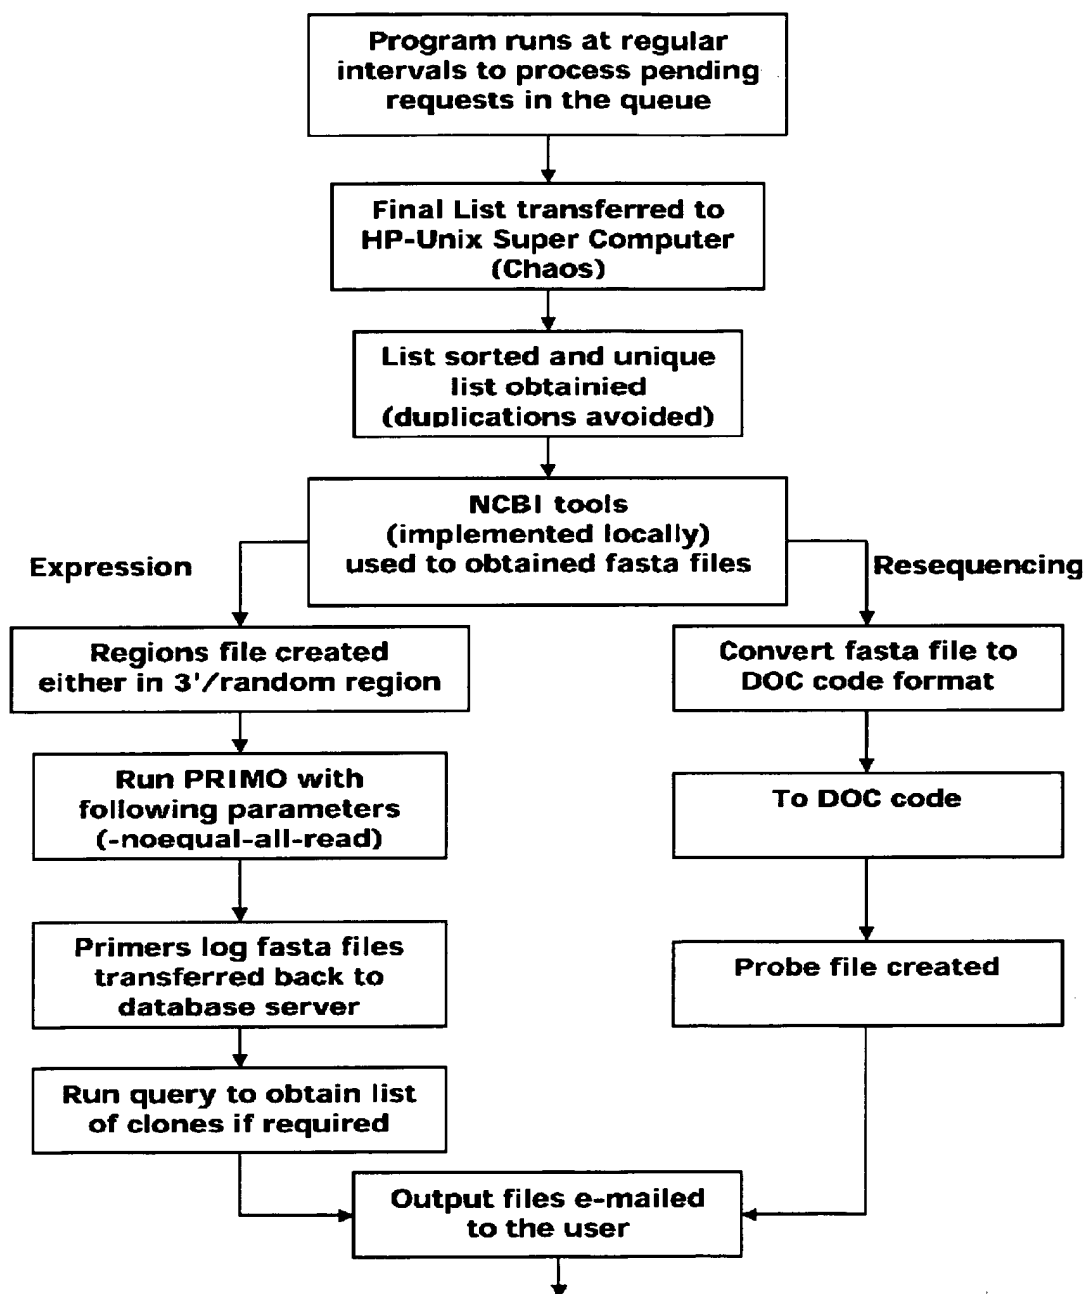 Program runs at regular
intervals to process pending
requests in the queue
Final List transferred to
HP-Unix Super Computer
(Chaos)
List sorted and unique
list obtainied
(duplications avoided)
NCBI tools
(implemented locally)
used to obtained fasta files
Expression
Resequencing
Regions file created
either in 3'/random region
Run PRIMO with
following parameters
(-noequal-all-read)
Primers log fasta files
transferred back to
database server
Run query to obtain list
of clones if required
Convert fasta file to
DOC code format
To DOC code
Probe file created
Output files e-mailed
to the user